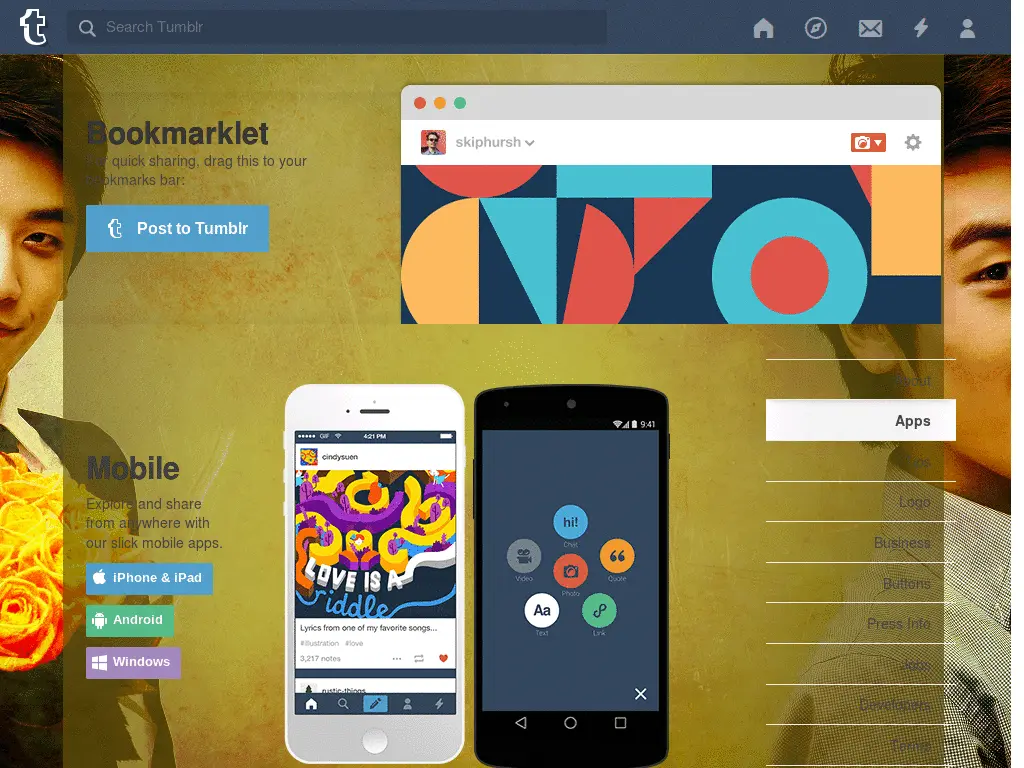 Search Tumblr
Bookmarklet
For quick sharing, drag this to your
bookmarks bar:
Post to Tumblr
skiphursh
About
Apps
Logo
Business
Buttons
Press Info
Jobs
Developers
Terms
Mobile
Explore and share
from anywhere with
our slick mobile apps.
iPhone & iPad
Android
Windows
GIF
4:21 PM
cindysuen
LOVE IS A
riddle
Lyrics from one of my favorite songs...
#illustration #love
3,217 notes
rustic-things
9:41
hi!
Chat
Video
Quote
Photo
Aa
Text
Link